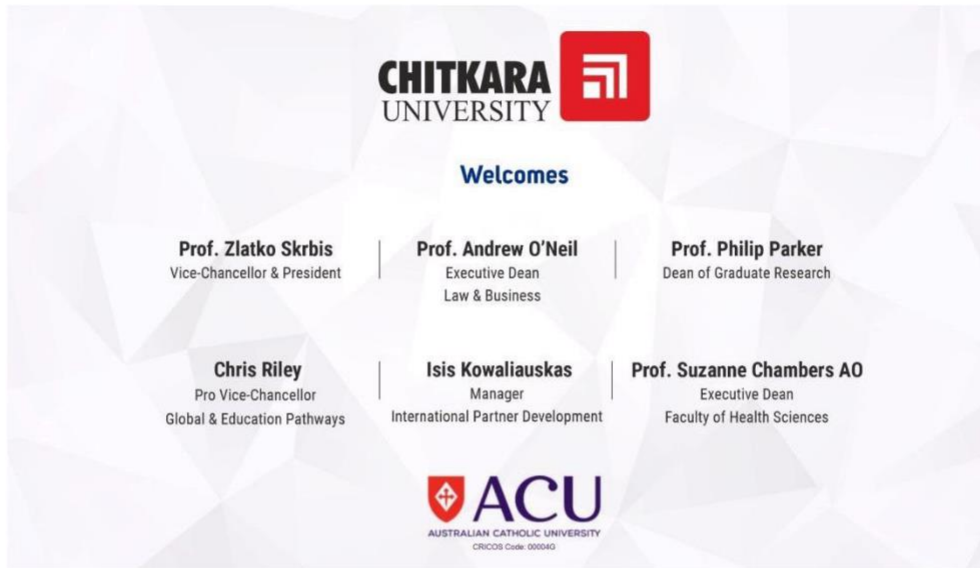 CHITKARA
UNIVERSITY
Welcomes
Prof. Zlatko Skrbis
Vice-Chancellor & President
Prof. Andrew O'Neil
Executive Dean
Law & Business
Prof. Philip Parker
Dean of Graduate Research
Chris Riley
Pro Vice-Chancellor
Global & Education Pathways
Isis Kowaliauskas
Manager
International Partner Development
Prof. Suzanne Chambers AO
Executive Dean
Faculty of Health Sciences
ACU
AUSTRALIAN CATHOLIC UNIVERSITY
CRICOS Code: 00004G